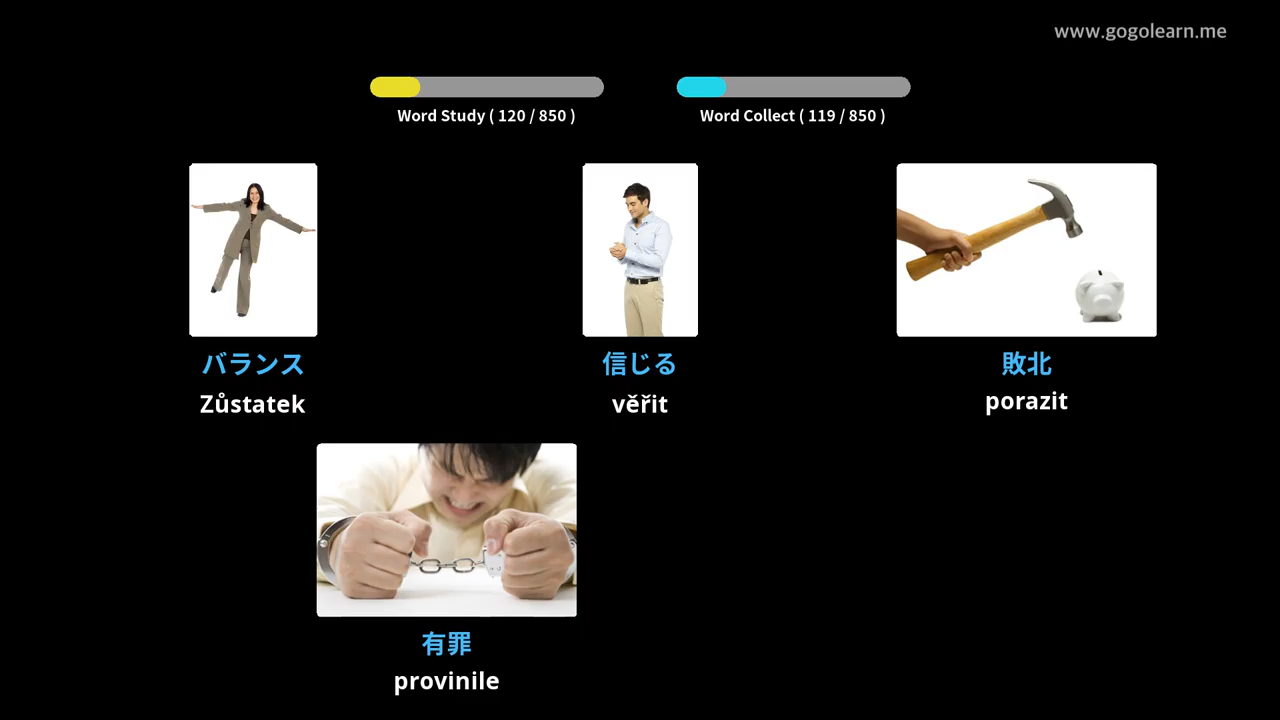 www.gogolearn.me
Word Study ( 120 / 850 )
Word Collect ( 119 / 850 )
バランス
Zůstatek
信じる
věřit
敗北
porazit
有罪
provinile